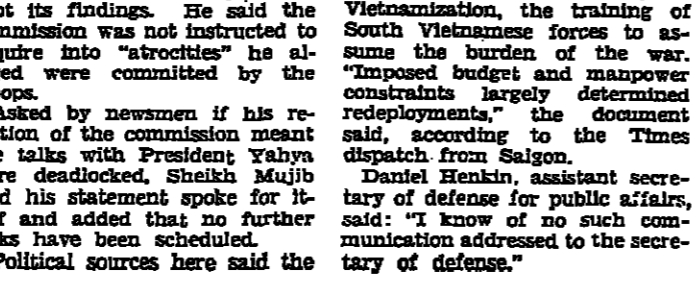 ot its findings. He said the
mmission was not instructed to
quire into "atrocities" he al-
ed were committed by the
ops.
Asked by newsmen if his re-
tion of the commission meant
e talks with President Yahya
re deadlocked, Sheikh Mujib
d his statement spoke for it-
f and added that no further
ks have been scheduled.
Political sources here said the
Vietnamization, the training of
South Vietnamese forces to as-
sume the burden of the war.
"Imposed budget and manpower
constraints largely determined
redeployments," the document
said, according to the Times
dispatch from Saigon.
Daniel Henkin, assistant secre-
tary of defense for public affairs,
said: "I know of no such com-
munication addressed to the secre-
tary of defense."